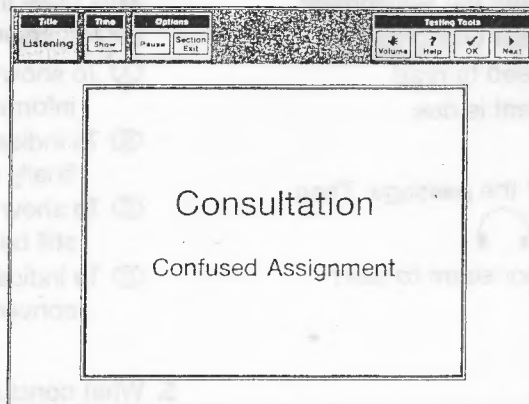 Title
Time
Options
Testing Tools
Listening
Show
Pause
Section
Exit
Volume
Help
OK
Next
Consultation
Confused Assignment